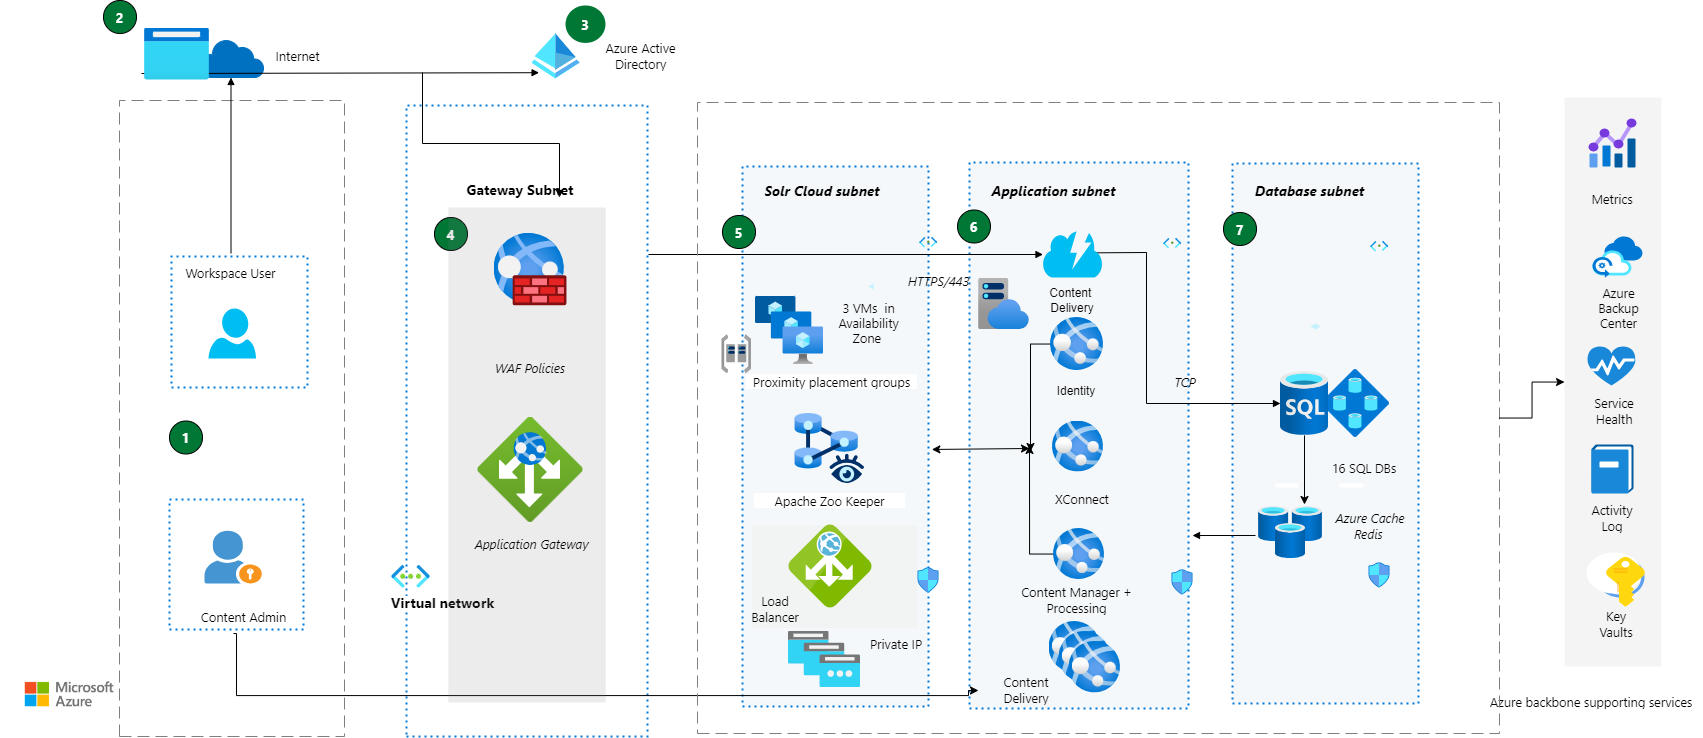 2
Internet
3
Azure Active
Directory
Workspace User
1
Content Admin
Microsoft
Azure
Gateway Subnet
4
WAF Policies
Application Gateway
Virtual network
Solr Cloud subnet
5
HTTPS/443
3 VMs in
Availability
Zone
Proximity placement groups
Apache Zoo Keeper
Load
Balancer
Private IP
Application subnet
6
Content
Delivery
Identity
XConnect
Content Manager +
Processing
Content
Delivery
TCP
Database subnet
7
SQL
16 SQL DBs
Azure Cache
Redis
Metrics
Azure
Backup
Center
Service
Health
Activity
Log
Key
Vaults
Azure backbone supporting services